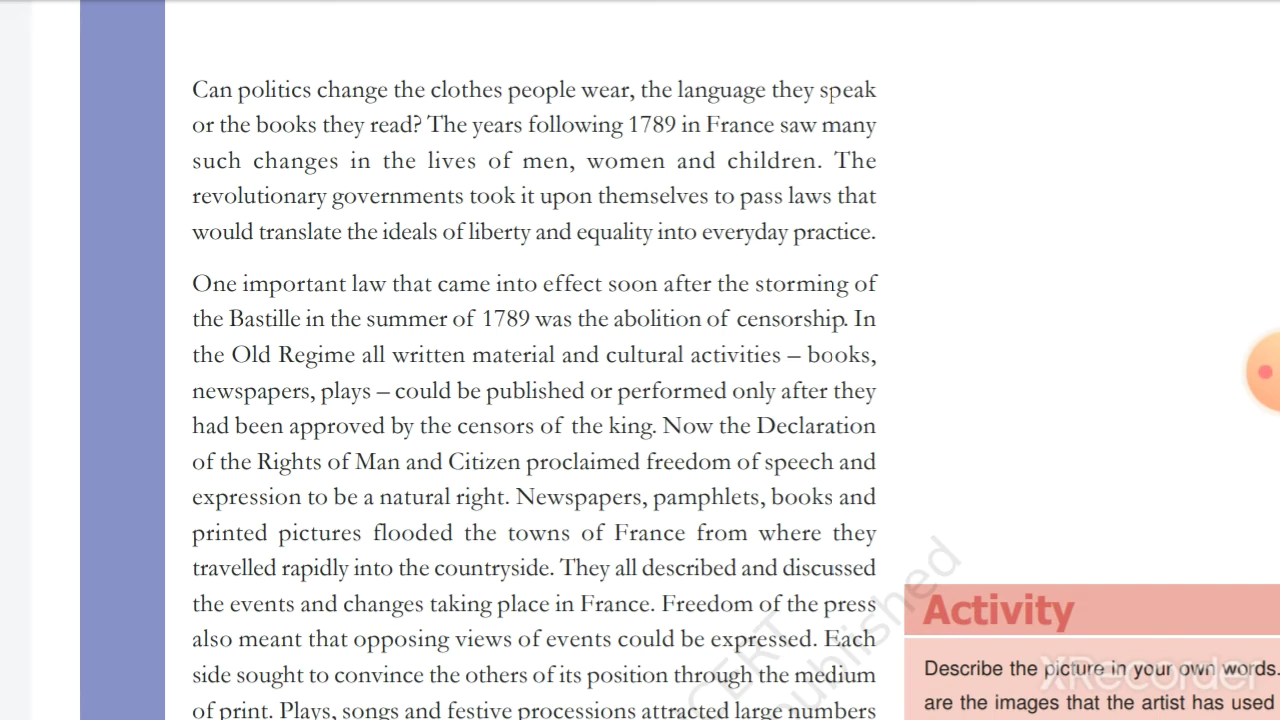 Can politics change the clothes people wear, the language they speak
or the books they read? The years following 1789 in France saw many
such changes in the lives of men, women and children. The
revolutionary governments took it upon themselves to pass laws that
would translate the ideals of liberty and equality into everyday practice.
One important law that came into effect soon after the storming of
the Bastille in the summer of 1789 was the abolition of censorship. In
the Old Regime all written material and cultural activities – books,
newspapers, plays – could be published or performed only after they
had been approved by the censors of the king. Now the Declaration
of the Rights of Man and Citizen proclaimed freedom of speech and
expression to be a natural right. Newspapers, pamphlets, books and
printed pictures flooded the towns of France from where they
travelled rapidly into the countryside. They all described and discussed
the events and changes taking place in France. Freedom of the press
also meant that opposing views of events could be expressed. Each
side sought to convince the others of its position through the medium
of print. Plays, songs and festive processions attracted large numbers
Activity
Describe the picture in your own words.
are the images that the artist has used
XRecorder
CERT
published